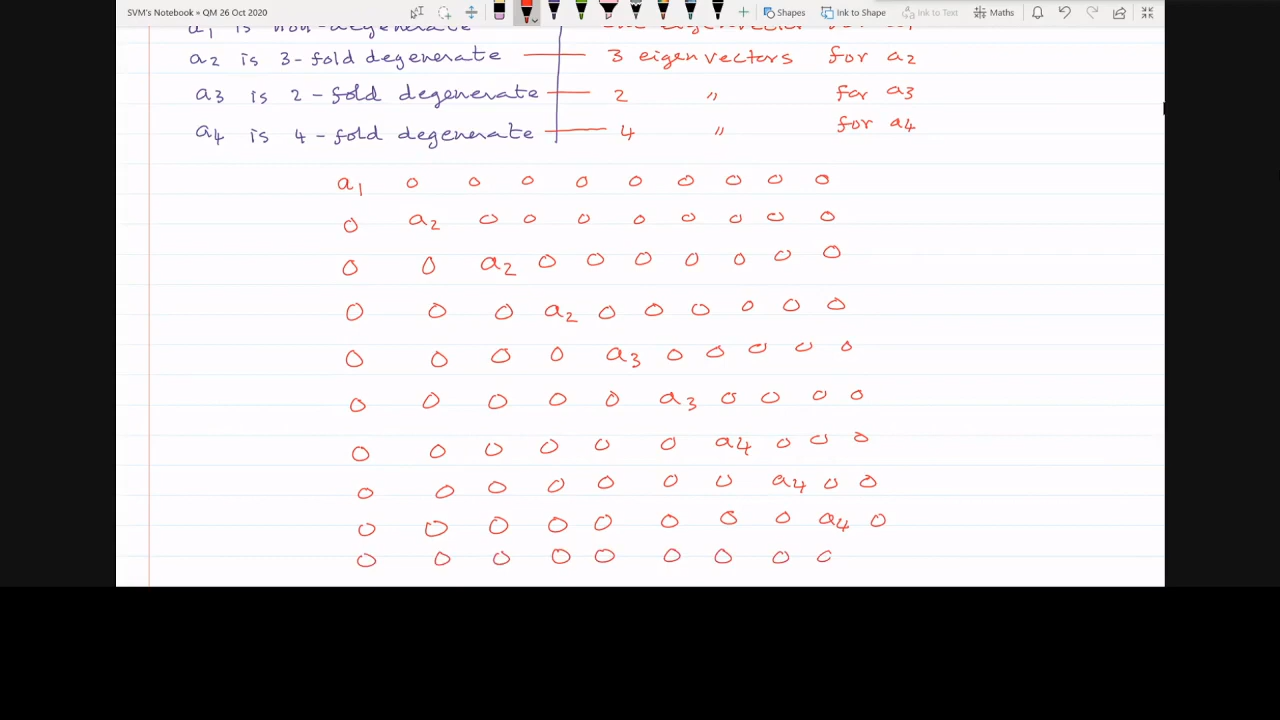 SVM's Notebook » QM 26 Oct 2020 Shapes Ink to Shape Ink to Text Maths
a1 is non-degenerate
a2 is 3-fold degenerate 3 eigenvectors for a2
a3 is 2-fold degenerate 2 〃 for a3
a4 is 4-fold degenerate 4 〃 for a4
a1 0 0 0 0 0 0 0 0 0
0 a2 0 0 0 0 0 0 0 0
0 0 a2 0 0 0 0 0 0 0
0 0 0 a2 0 0 0 0 0 0
0 0 0 0 a3 0 0 0 0 0
0 0 0 0 0 a3 0 0 0 0
0 0 0 0 0 0 a4 0 0 0
0 0 0 0 0 0 0 a4 0 0
0 0 0 0 0 0 0 0 a4 0
0 0 0 0 0 0 0 0 0